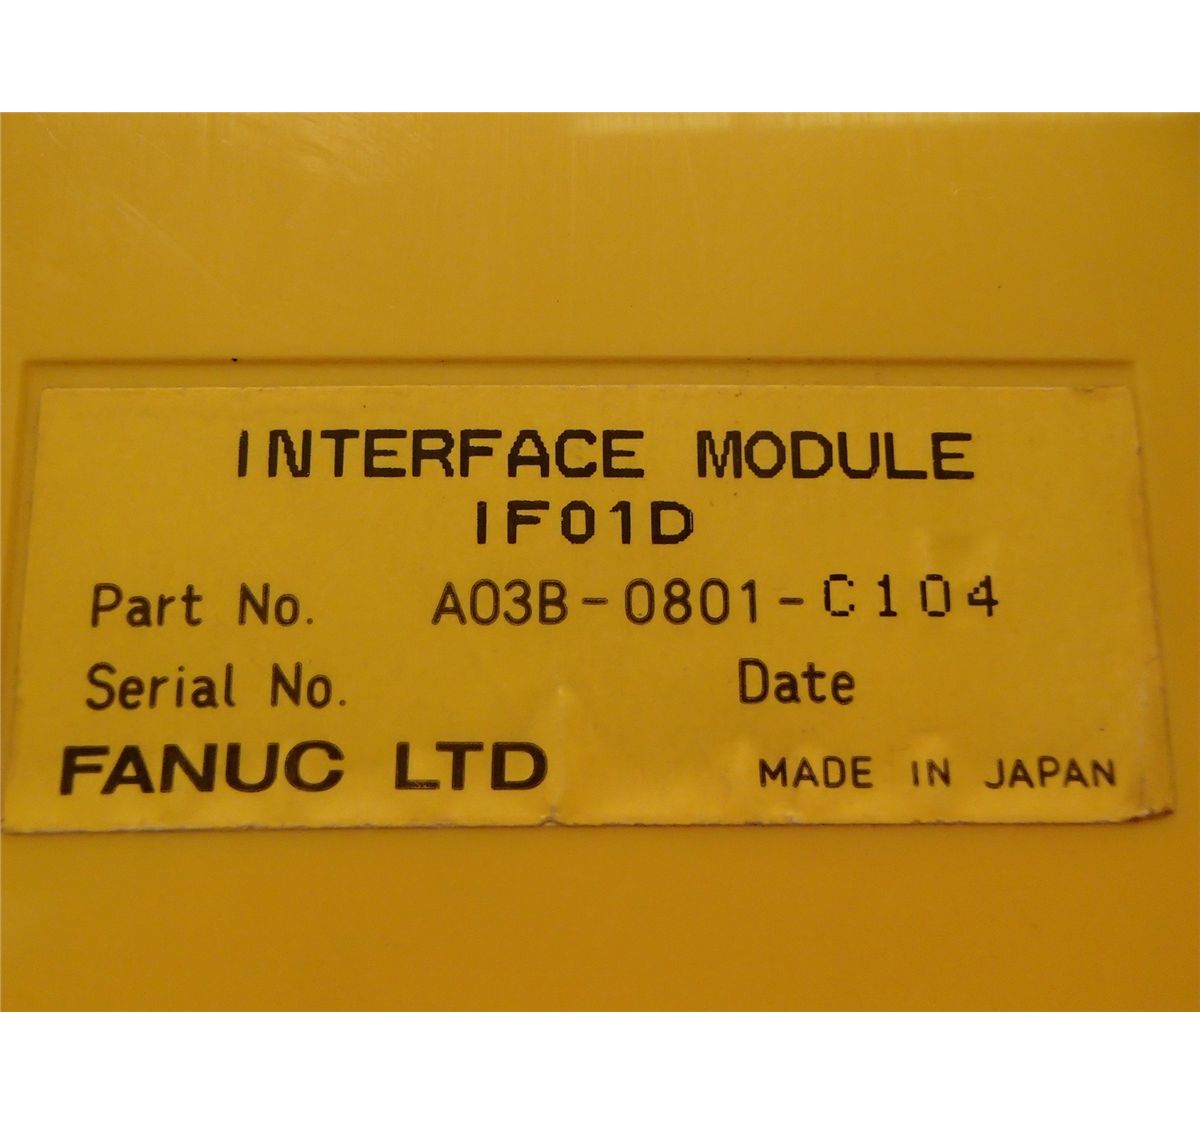 INTERFACE MODULE
IF01D
Part No. A03B-0801-C104
Serial No. Date
FANUC LTD MADE IN JAPAN